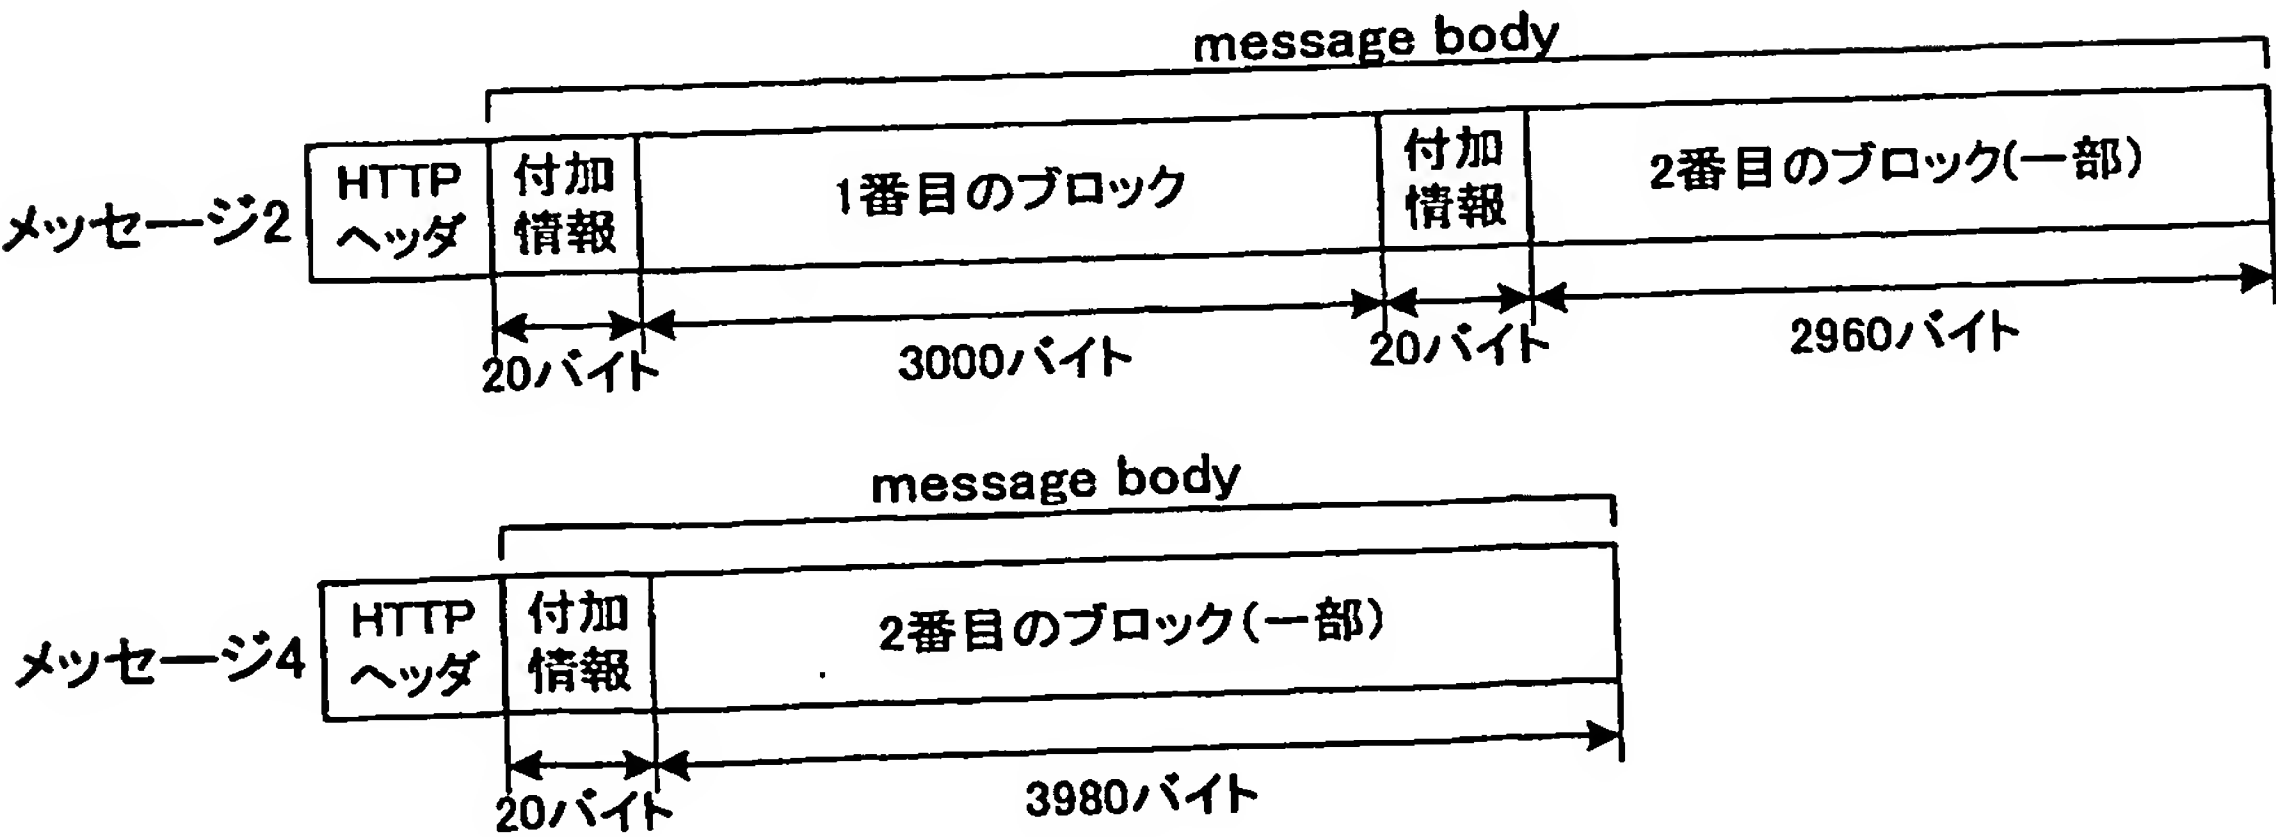 message body
メッセージ2
HTTP
ヘッダ
付加
情報
1番目のブロック
付加
情報
2番目のブロック(一部)
20バイト
3000バイト
20バイト
2960バイト
message body
メッセージ4
HTTP
ヘッダ
付加
情報
2番目のブロック(一部)
20バイト
3980バイト